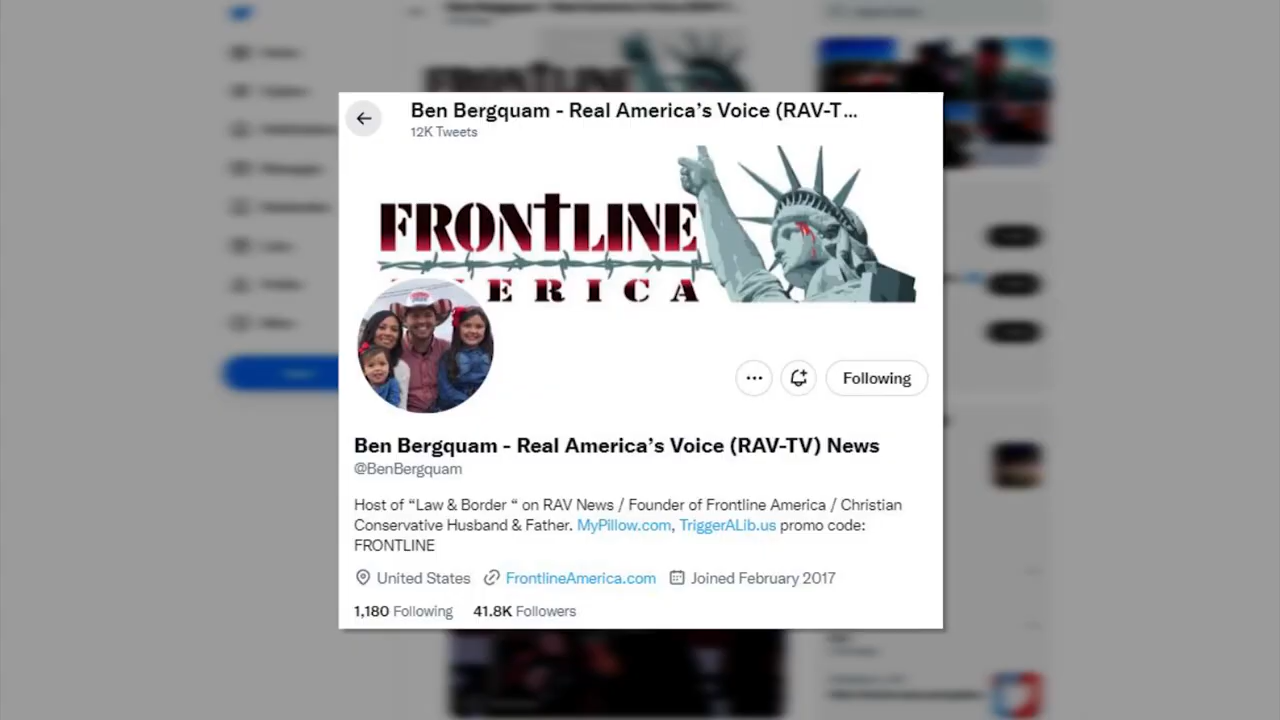 Ben Bergquam - Real America’s Voice (RAV-T...
12K Tweets
FRONTLINE
ERICA
Following
Ben Bergquam - Real America’s Voice (RAV-TV) News
@BenBergquam
Host of “Law & Border “ on RAV News / Founder of Frontline America / Christian
Conservative Husband & Father. MyPillow.com, TriggerALib.us promo code:
FRONTLINE
United States FrontlineAmerica.com Joined February 2017
1,180 Following 41.8K Followers